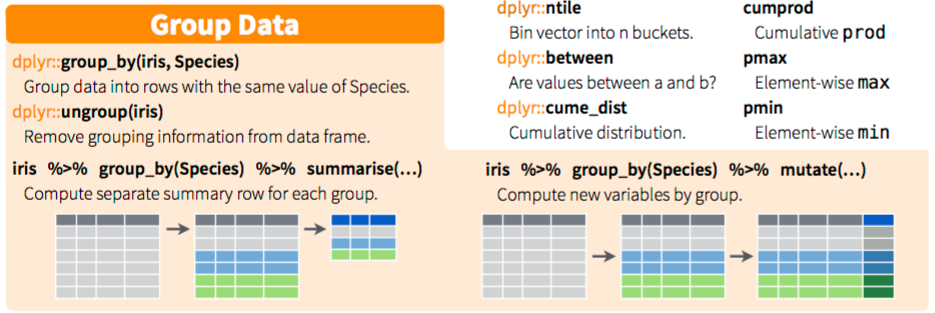 Group Data
dplyr::group_by(iris, Species)
Group data into rows with the same value of Species.
dplyr::ungroup(iris)
Remove grouping information from data frame.
iris %>% group_by(Species) %>% summarise(…)
Compute separate summary row for each group.
dplyr::ntile
Bin vector into n buckets.
dplyr::between
Are values between a and b?
dplyr::cume_dist
Cumulative distribution.
cumprod
Cumulative prod
pmax
Element-wise max
pmin
Element-wise min
iris %>% group_by(Species) %>% mutate(…)
Compute new variables by group.